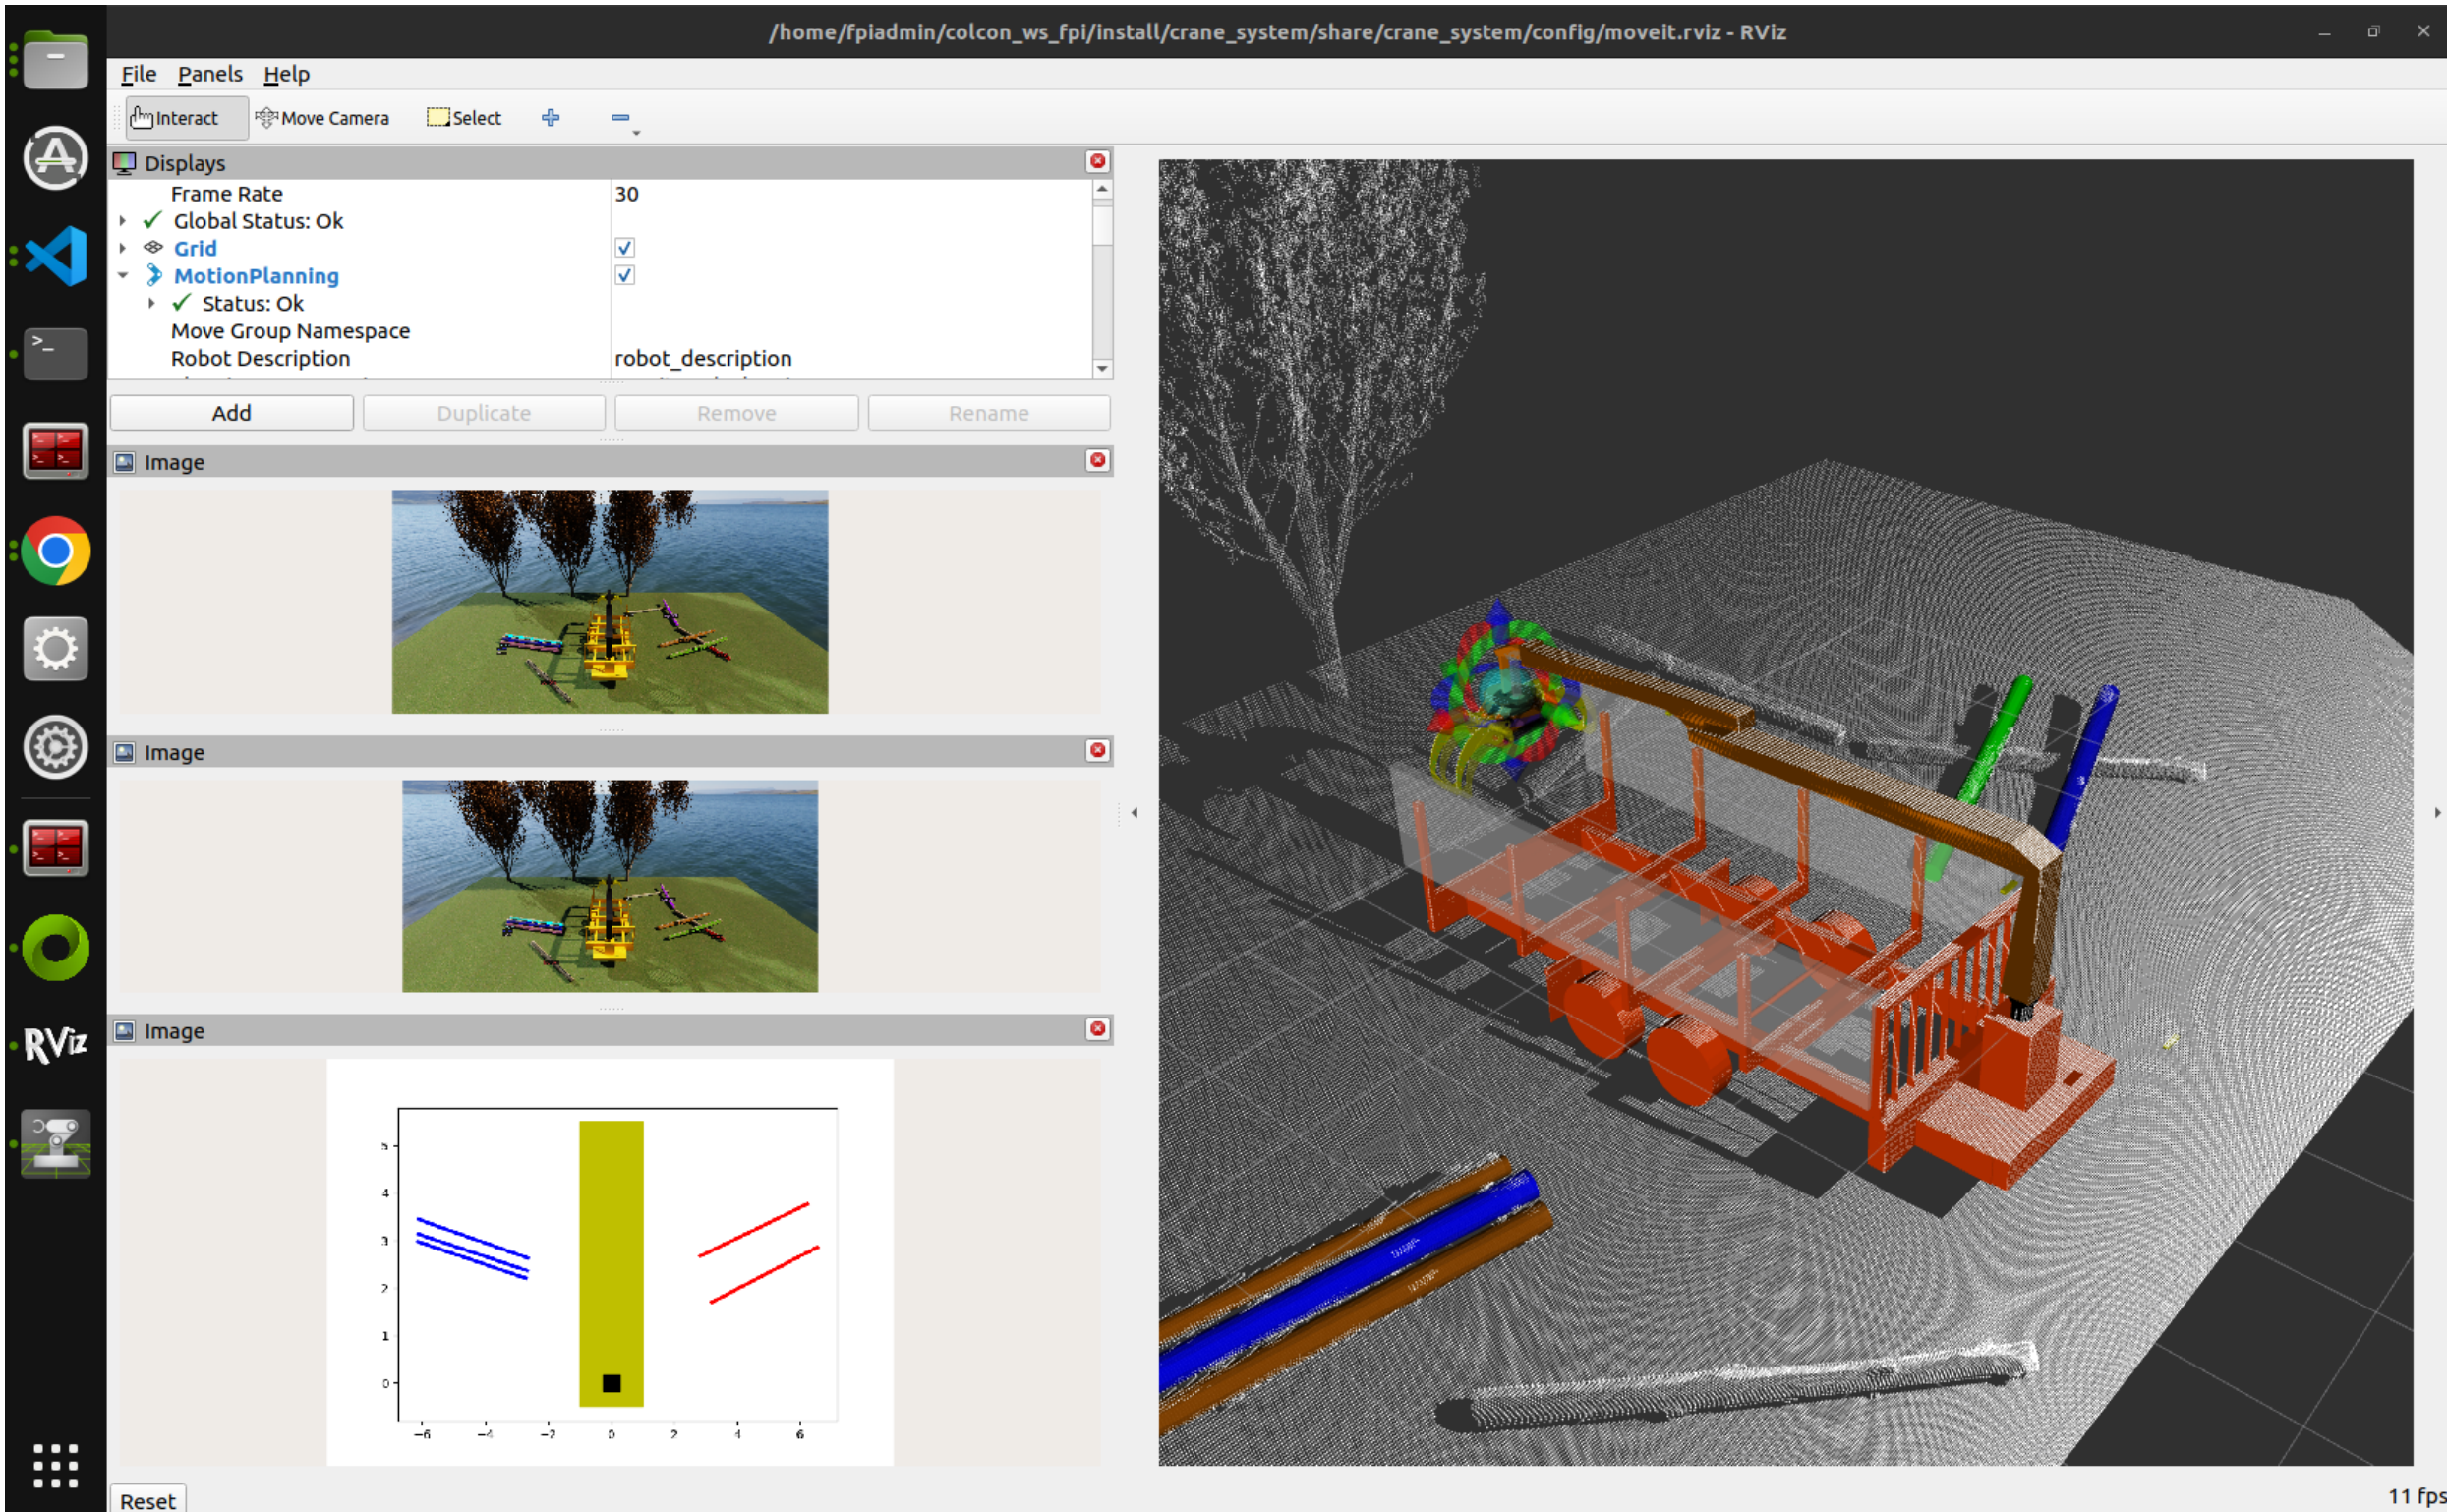 /home/fpiadmin/colcon_ws_fpi/install/crane_system/share/crane_system/config/moveit.rviz - RViz
File Panels Help
Interact Move Camera Select
Displays
Frame Rate 30
Global Status: Ok
Grid
MotionPlanning
Status: Ok
Move Group Namespace
Robot Description robot_description
Add Duplicate Remove Rename
Image
Image
Image
5
4
3
2
1
0
−6 −4 −2 0 2 4 6
Reset
11 fps
>_
RViz